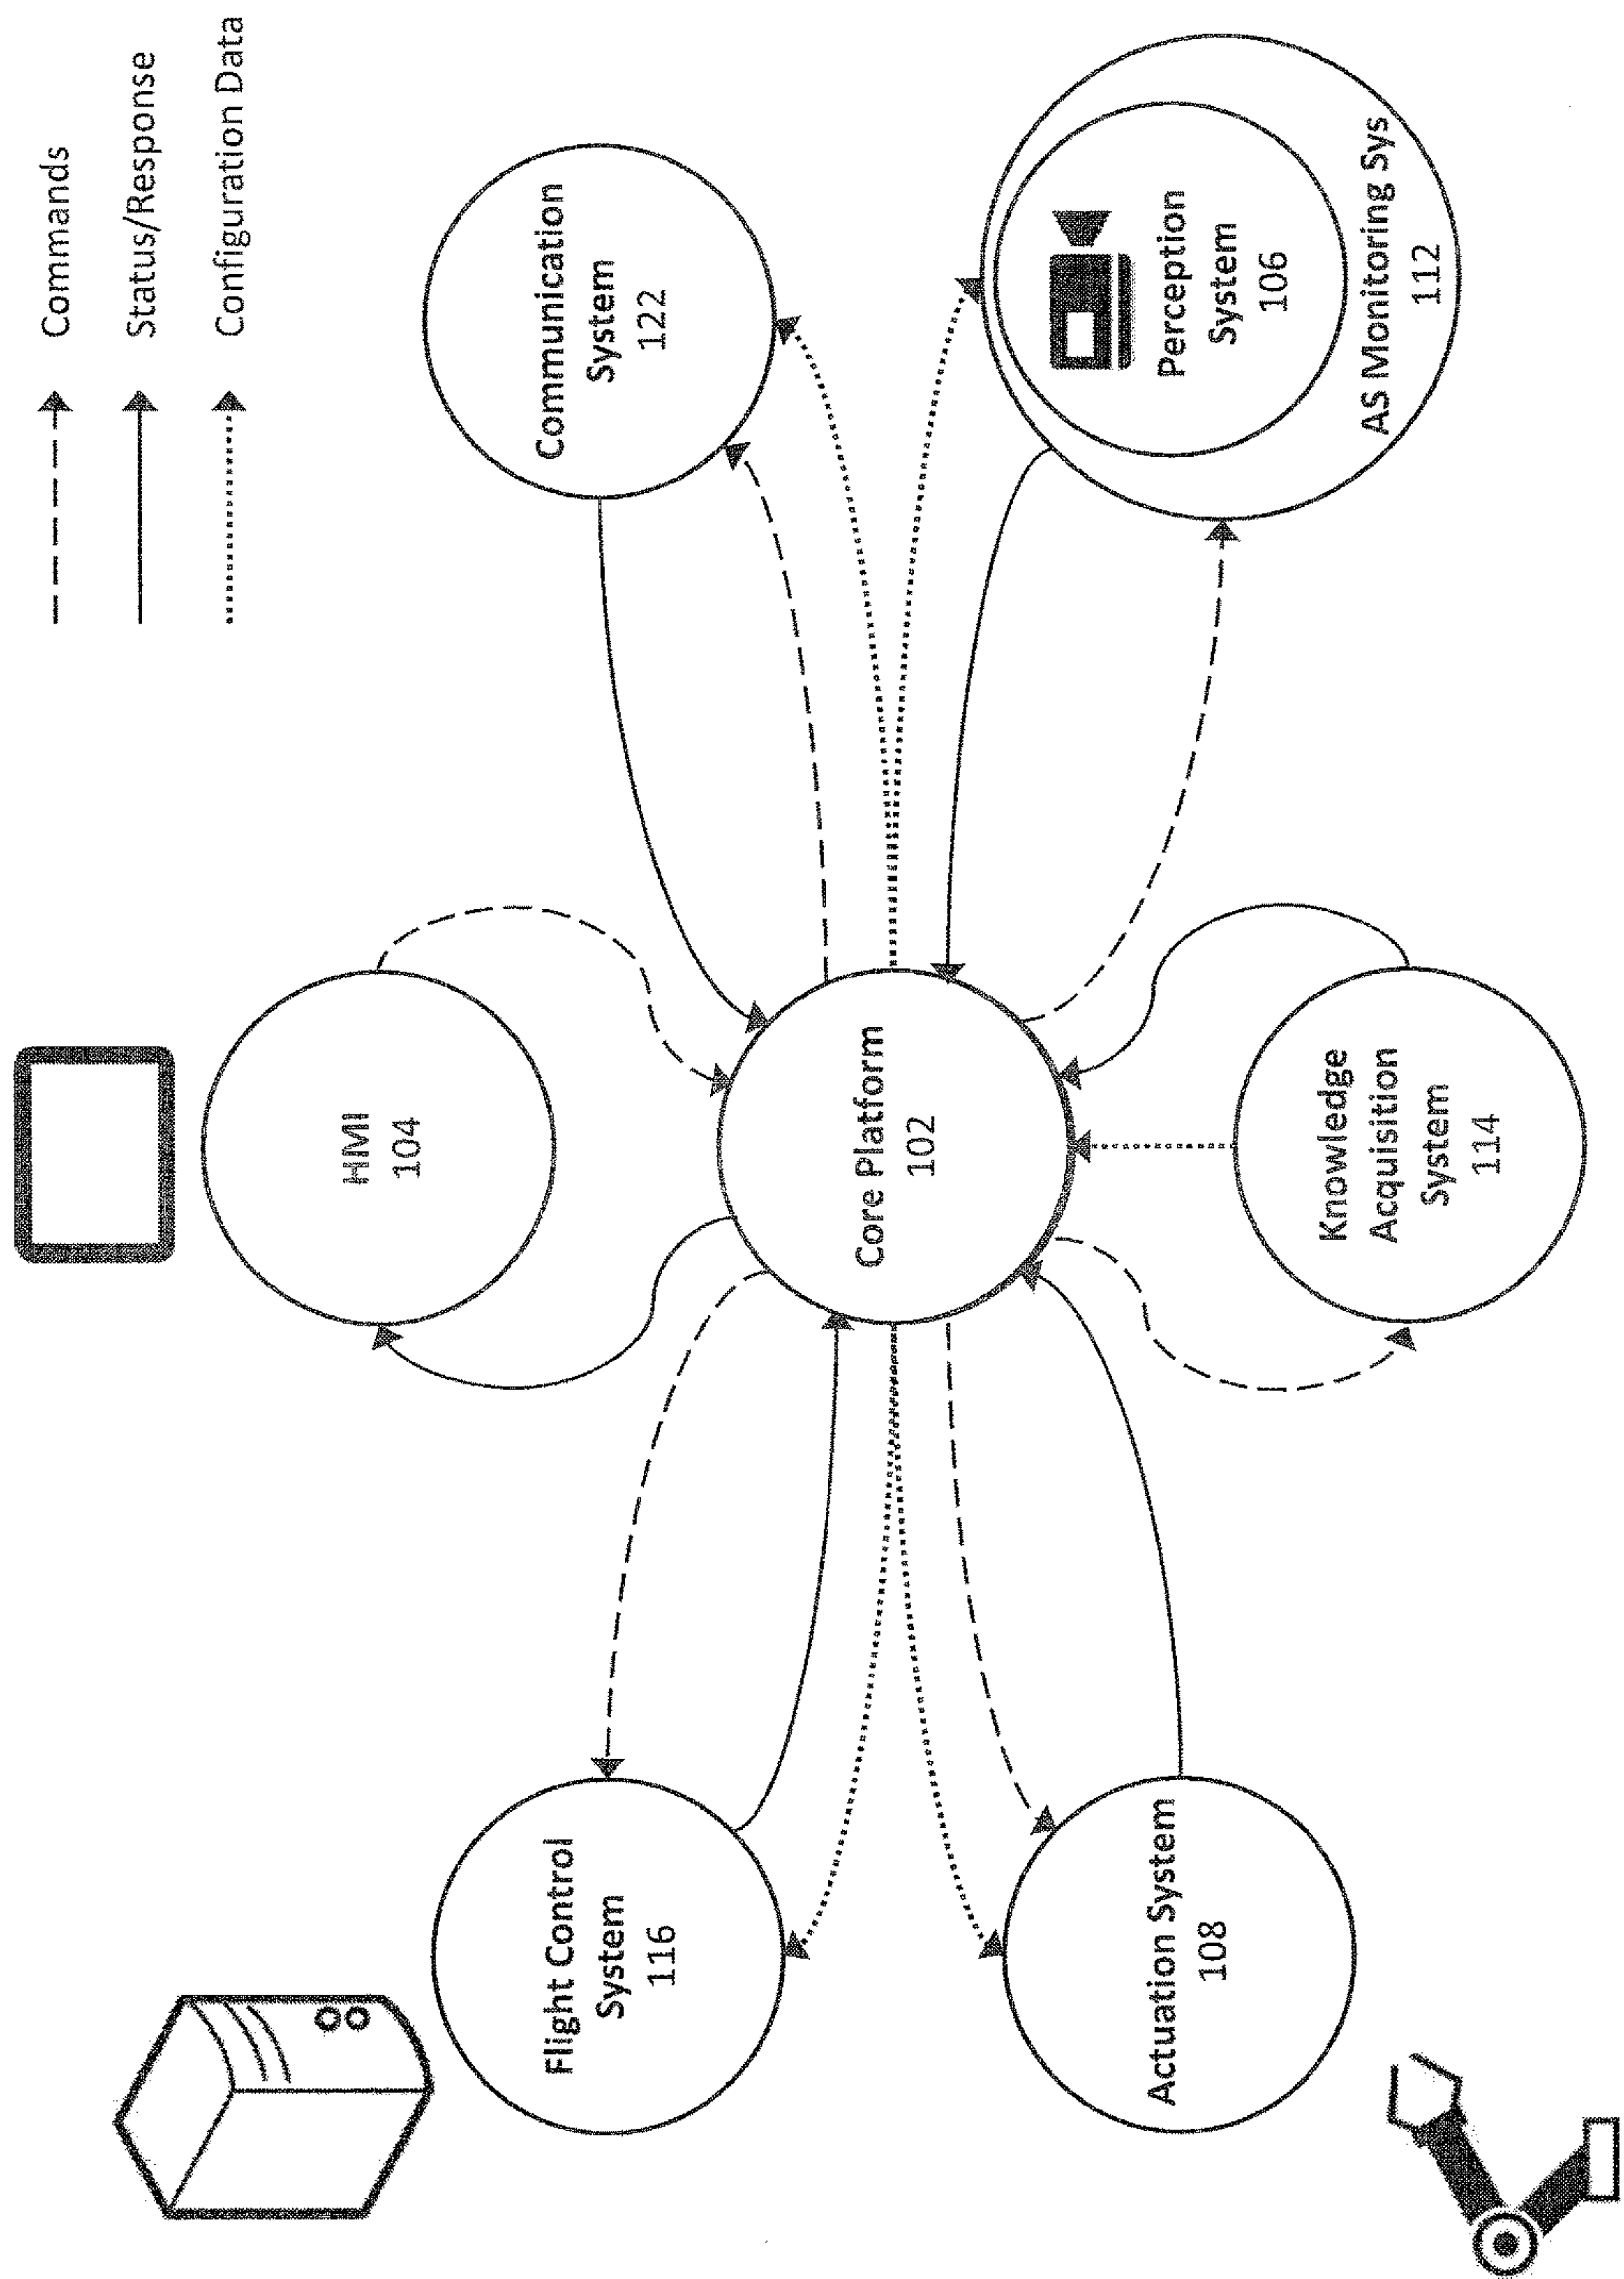 Commands
Status/Response
Configuration Data
HMI
104
Flight Control
System
116
Communication
System
122
Core Platform
102
Actuation System
108
Knowledge
Acquisition
System
114
Perception
System
106
AS Monitoring Sys
112